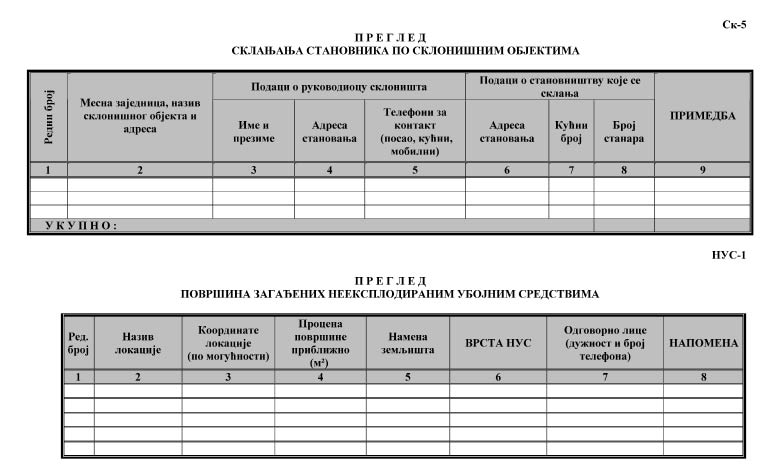 Ск-5
П Р Е Г Л Е Д
СКЛАЊАЊА СТАНОВНИКА ПО СКЛОНИШНИМ ОБЈЕКТИМА
Редни број
Месна заједница, назив
склонишног објекта и
адреса
Подаци о руководиоцу склоништа
Подаци о становништву које се
склања
ПРИМЕДБА
Име и
презиме
Адреса
становања
Телефони за
контакт
(посао, кућни,
мобилни)
Адреса
становања
Кућни
број
Број
станара
1 2 3 4 5 6 7 8 9
У К У П Н О :
НУС-1
П Р Е Г Л Е Д
ПОВРШИНА ЗАГАЂЕНИХ НЕЕКСПЛОДИРАНИМ УБОЈНИМ СРЕДСТВИМА
Ред.
број
Назив
локације
Координате
локације
(по могућности)
Процена
површине
приближно
(м²)
Намена
земљишта
ВРСТА НУС
Одговорно лице
(дужност и број
телефона)
НАПОМЕНА
1 2 3 4 5 6 7 8